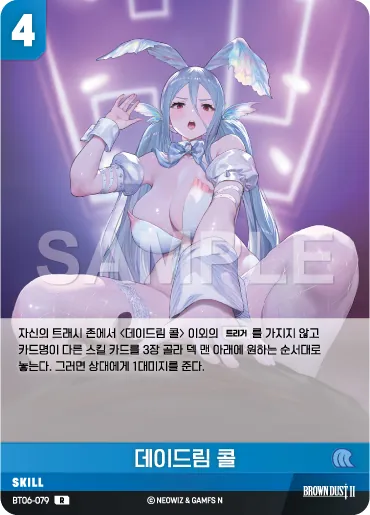 4
SAMPLE
자신의 트래시 존에서 <데이드림 콜> 이외의 트리거 를 가지지 않고
카드명이 다른 스킬 카드를 3장 골라 덱 맨 아래에 원하는 순서대로
놓는다. 그러면 상대에게 1대미지를 준다.
데이드림 콜
SKILL
BT06-079 R ⓒ NEOWIZ & GAMFS N BROWN DUST II